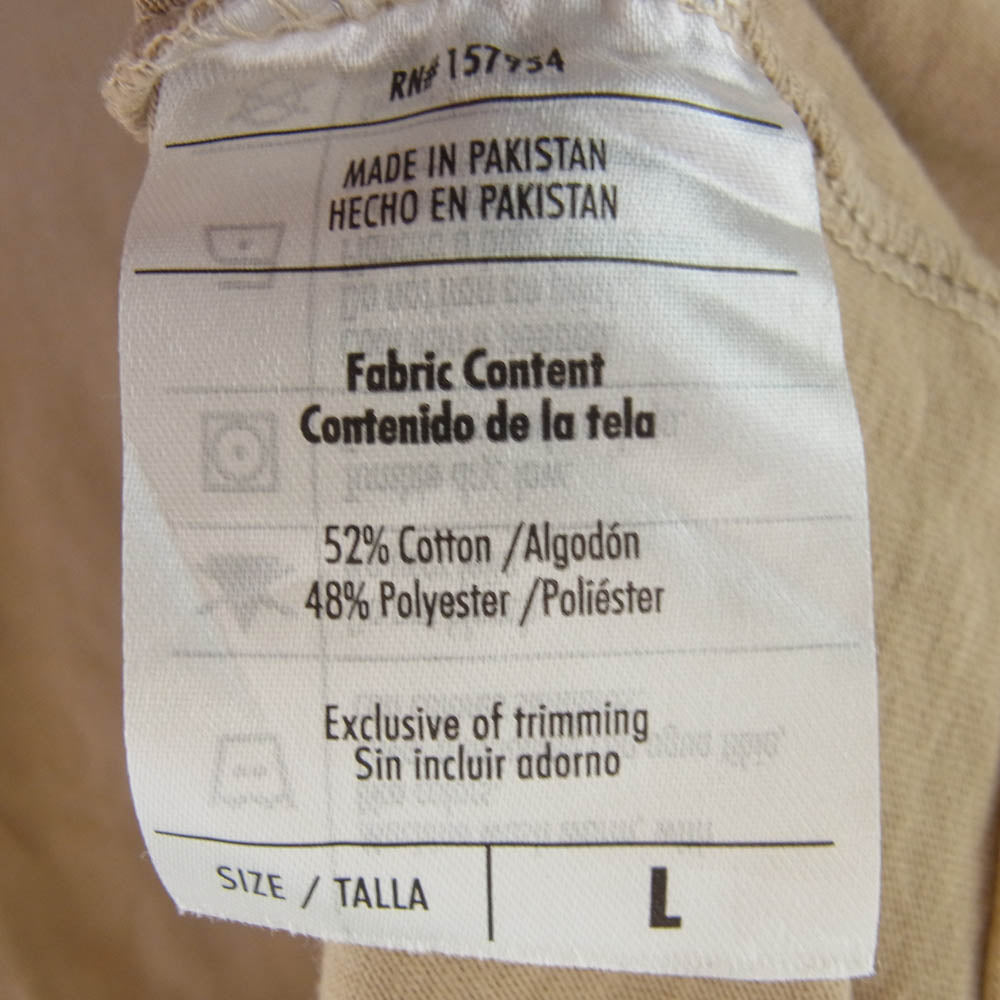 RN# 157954
MADE IN PAKISTAN
HECHO EN PAKISTAN
Fabric Content
Contenido de la tela
52% Cotton /Algodón
48% Polyester /Poliéster
Exclusive of trimming
Sin incluir adorno
SIZE / TALLA
L